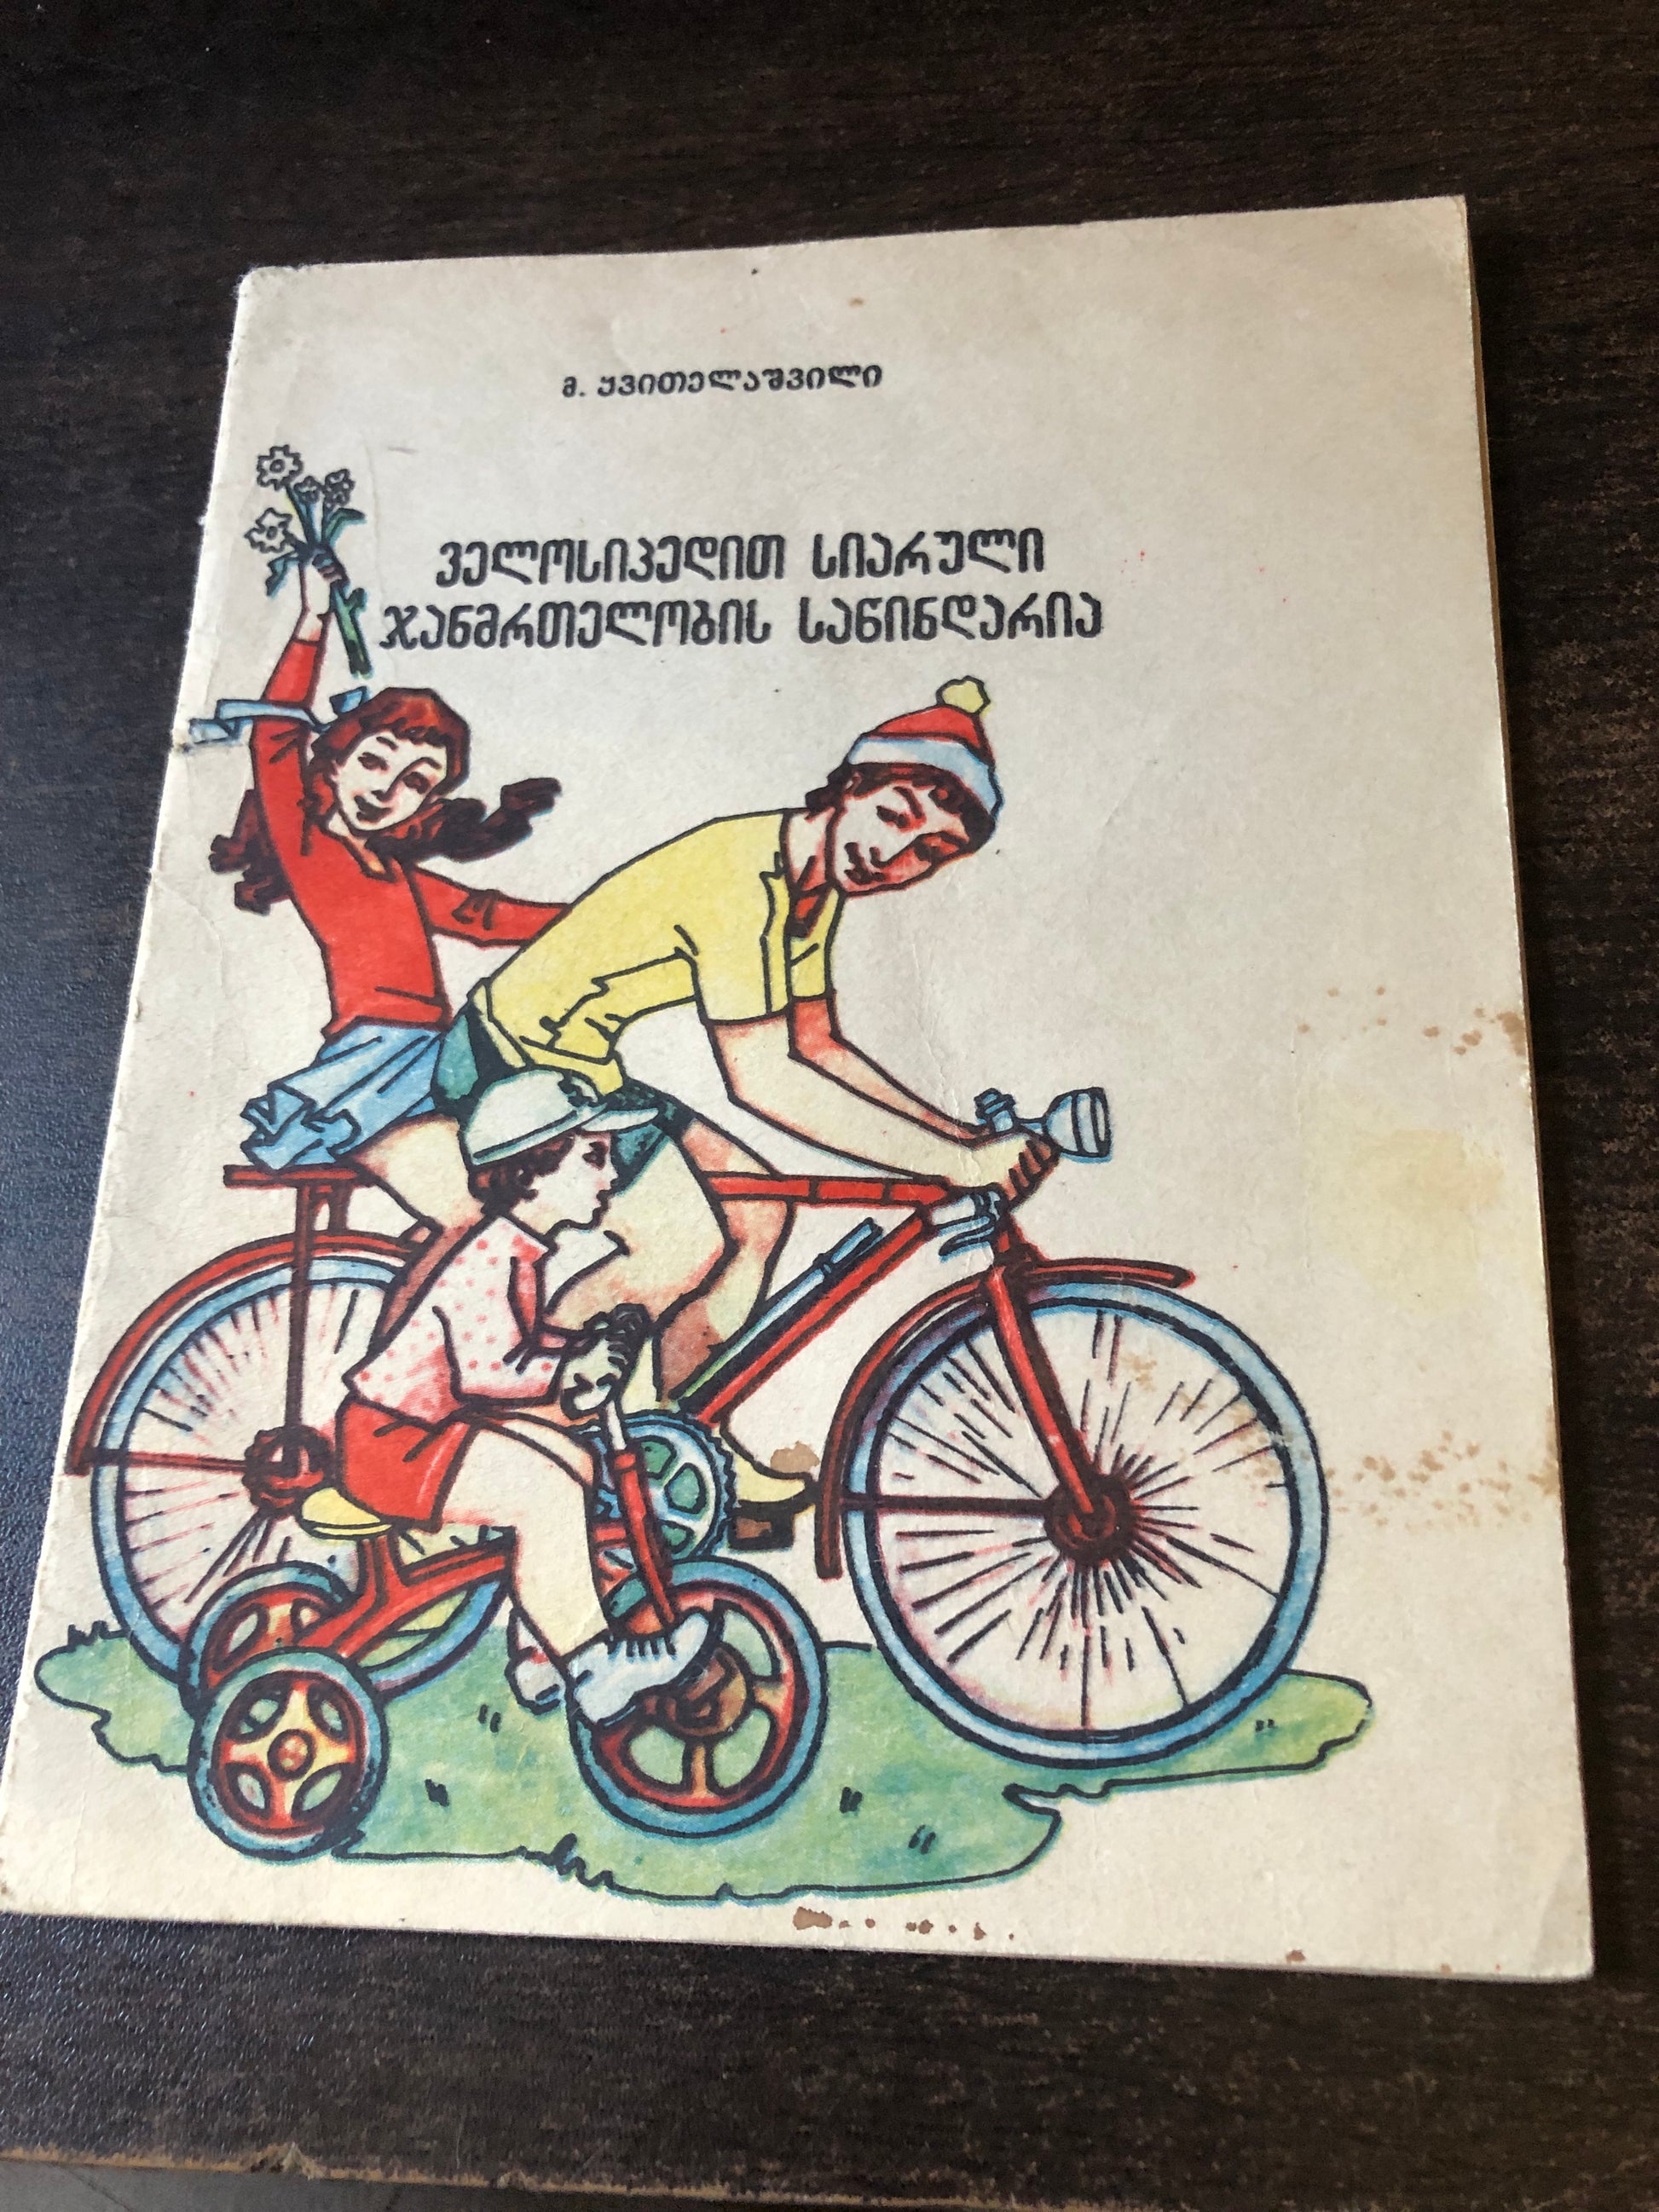 მ. ყვითელაშვილი
ველოსიპედით სიარული
ჯანმრთელობის საწინდარია